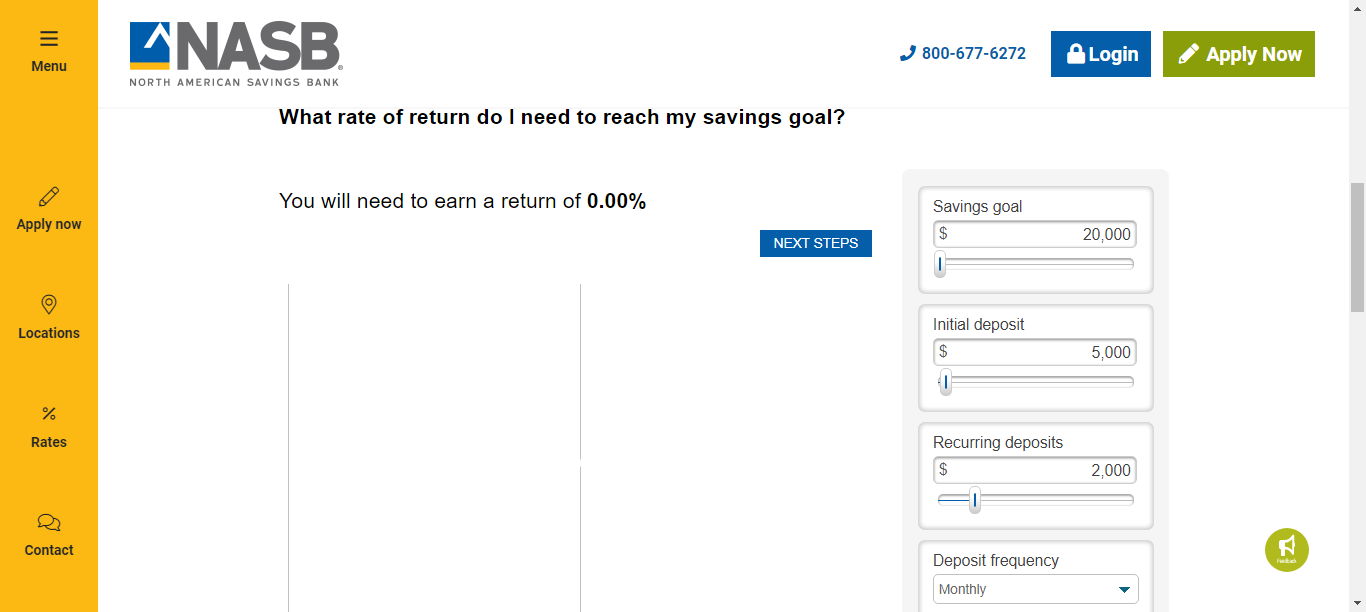 Menu
NASB®
NORTH AMERICAN SAVINGS BANK
800-677-6272
Login
Apply Now
What rate of return do I need to reach my savings goal?
Apply now
Locations
Rates
Contact
You will need to earn a return of 0.00%
NEXT STEPS
Savings goal
$ 20,000
Initial deposit
$ 5,000
Recurring deposits
$ 2,000
Deposit frequency
Monthly
Feedback